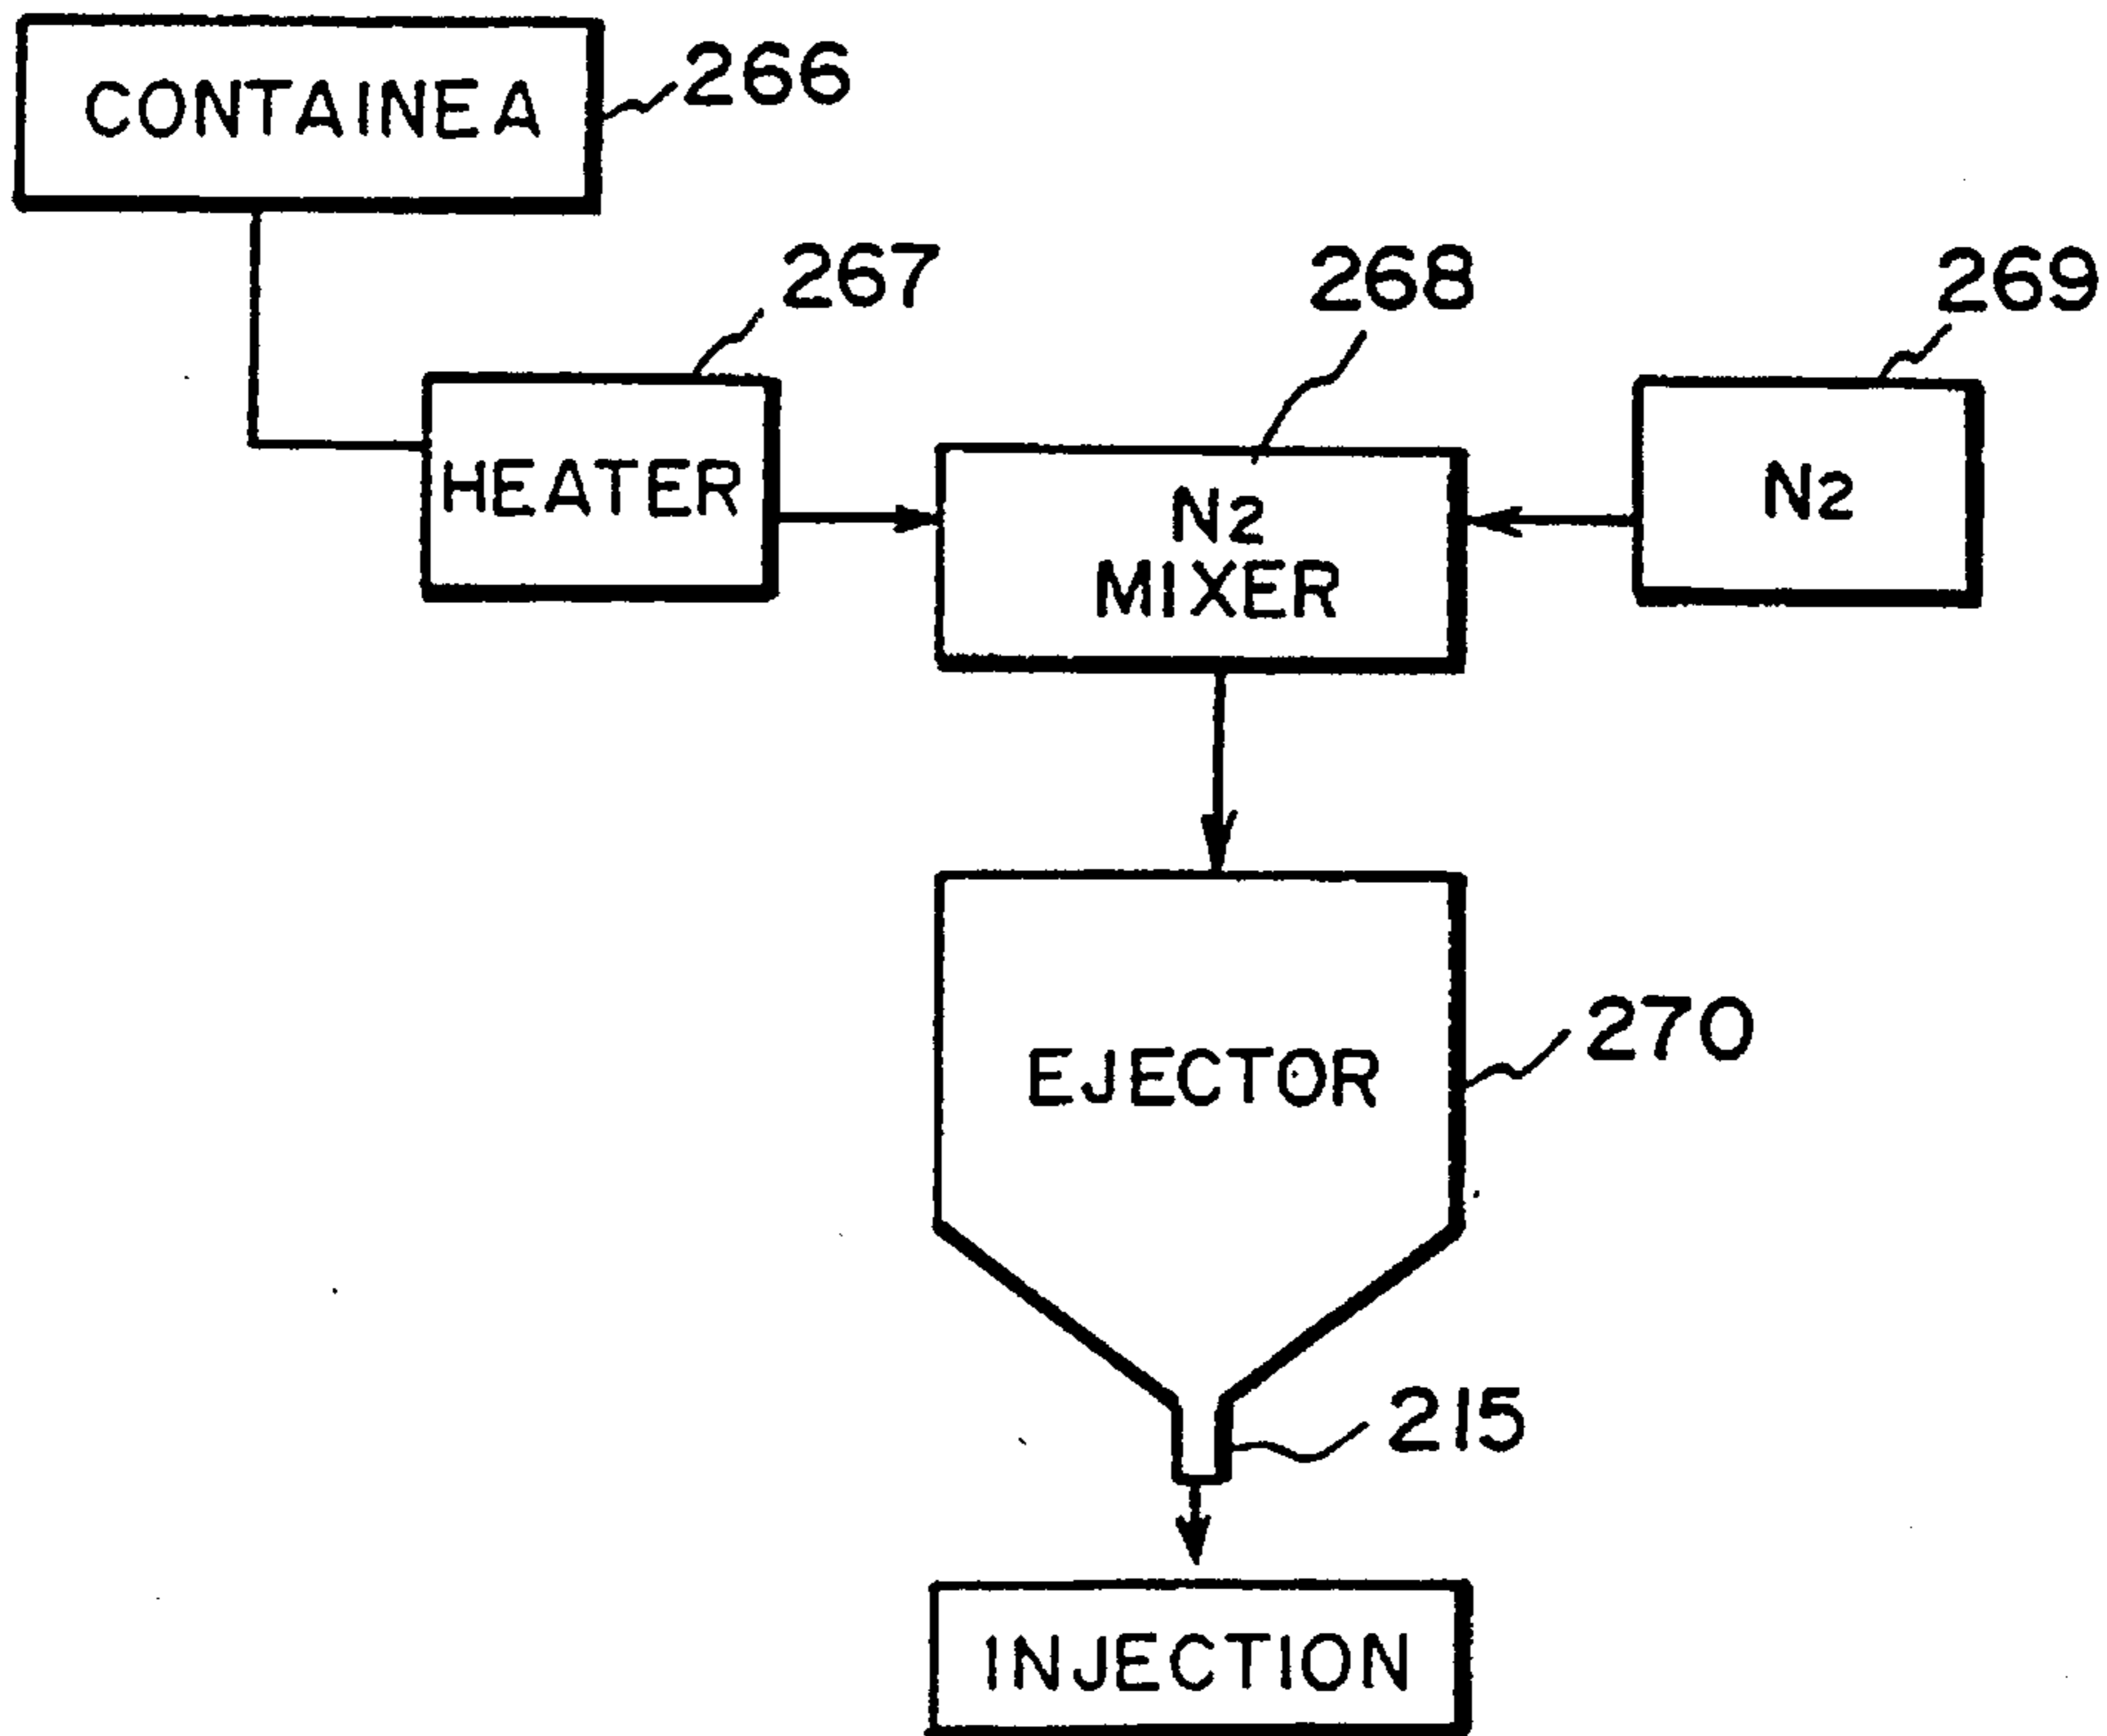 CONTAINEA
266
267
268
269
HEATER
N2
MIXER
N2
EJECTOR
270
215
INJECTION